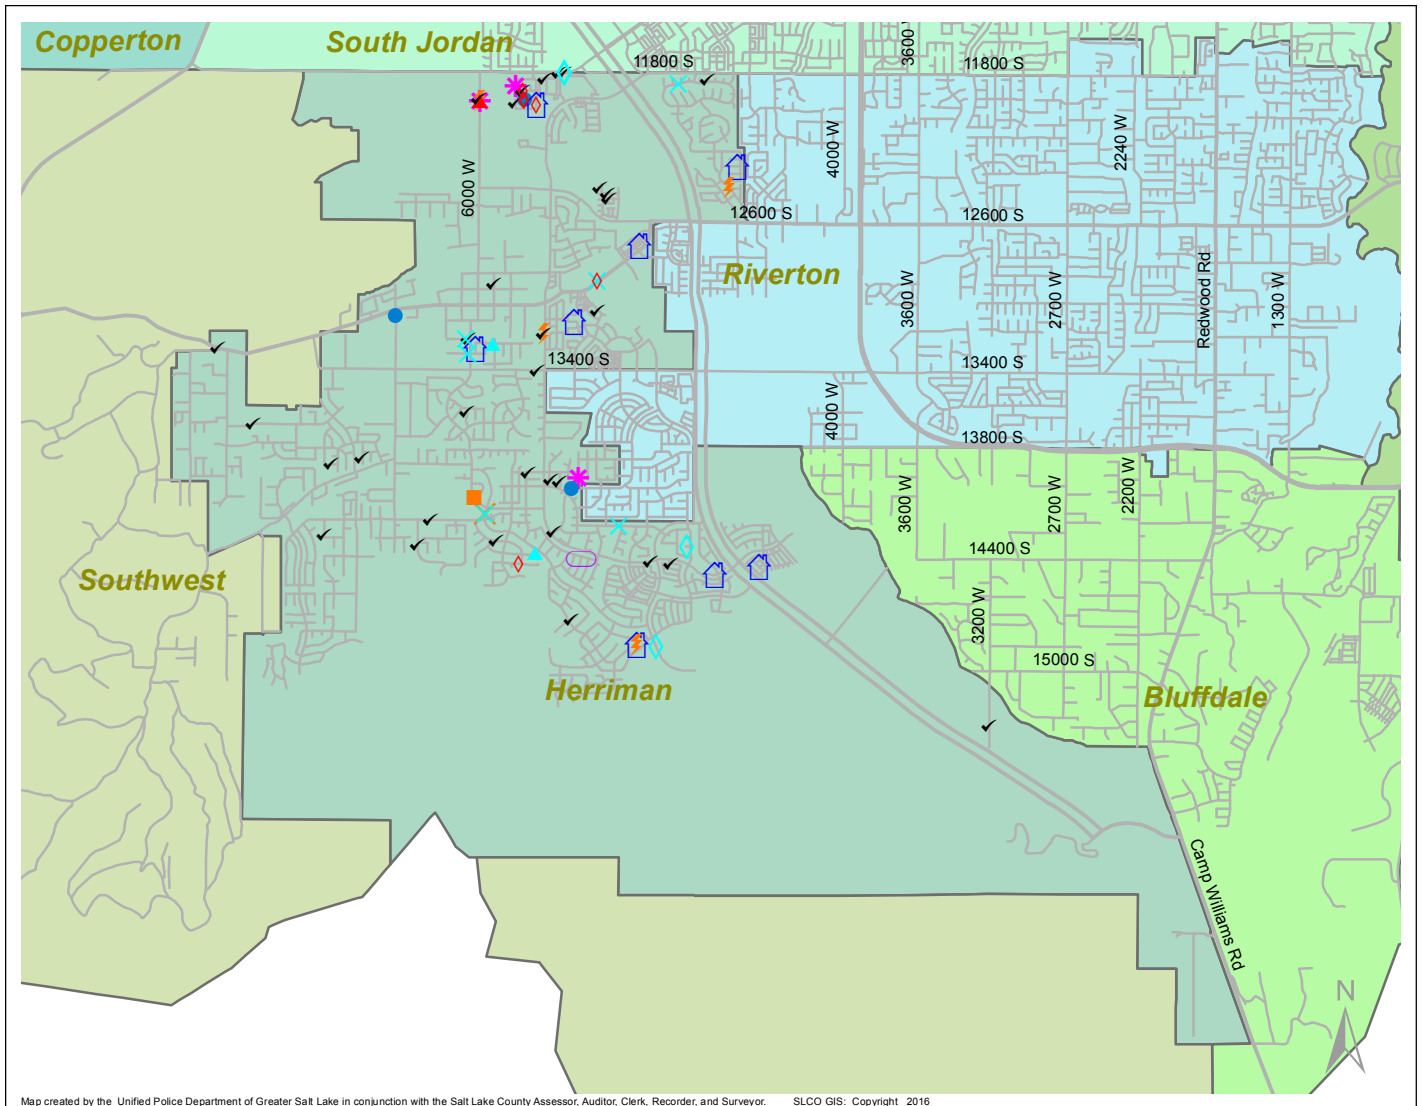 Copperton
South Jordan
11800 S
3600
11800 S
4000 W
2240 W
6000 W
12600 S
12600 S
Riverton
3600 W
2700 W
Redwood Rd
1300 W
13400 S
13400 S
4000 W
13800 S
3600 W
2700 W
2200 W
14400 S
Southwest
3200 W
15000 S
Herriman
Bluffdale
Camp Williams Rd
N
Map created by the Unified Police Department of Greater Salt Lake in conjunction with the Salt Lake County Assessor, Auditor, Clerk, Recorder, and Surveyor. SLCO GIS: Copyright 2016